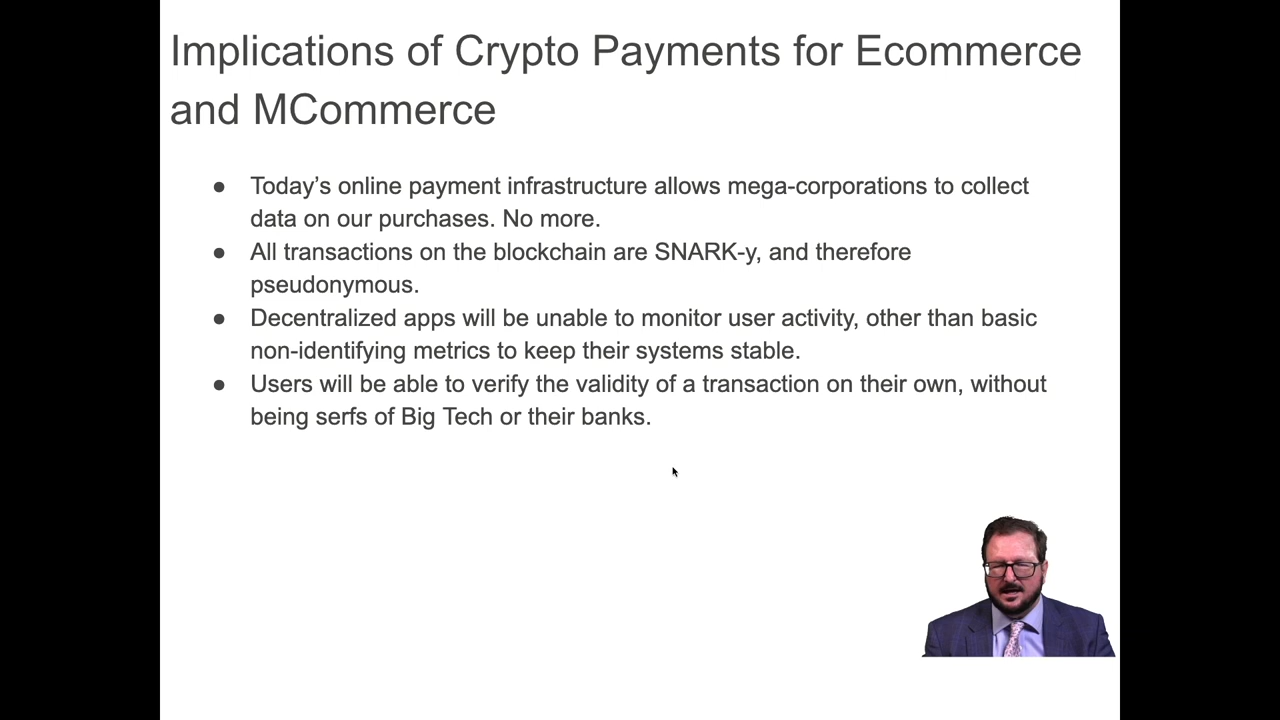 Implications of Crypto Payments for Ecommerce
and MCommerce
● Today’s online payment infrastructure allows mega-corporations to collect
data on our purchases. No more.
● All transactions on the blockchain are SNARK-y, and therefore
pseudonymous.
● Decentralized apps will be unable to monitor user activity, other than basic
non-identifying metrics to keep their systems stable.
● Users will be able to verify the validity of a transaction on their own, without
being serfs of Big Tech or their banks.